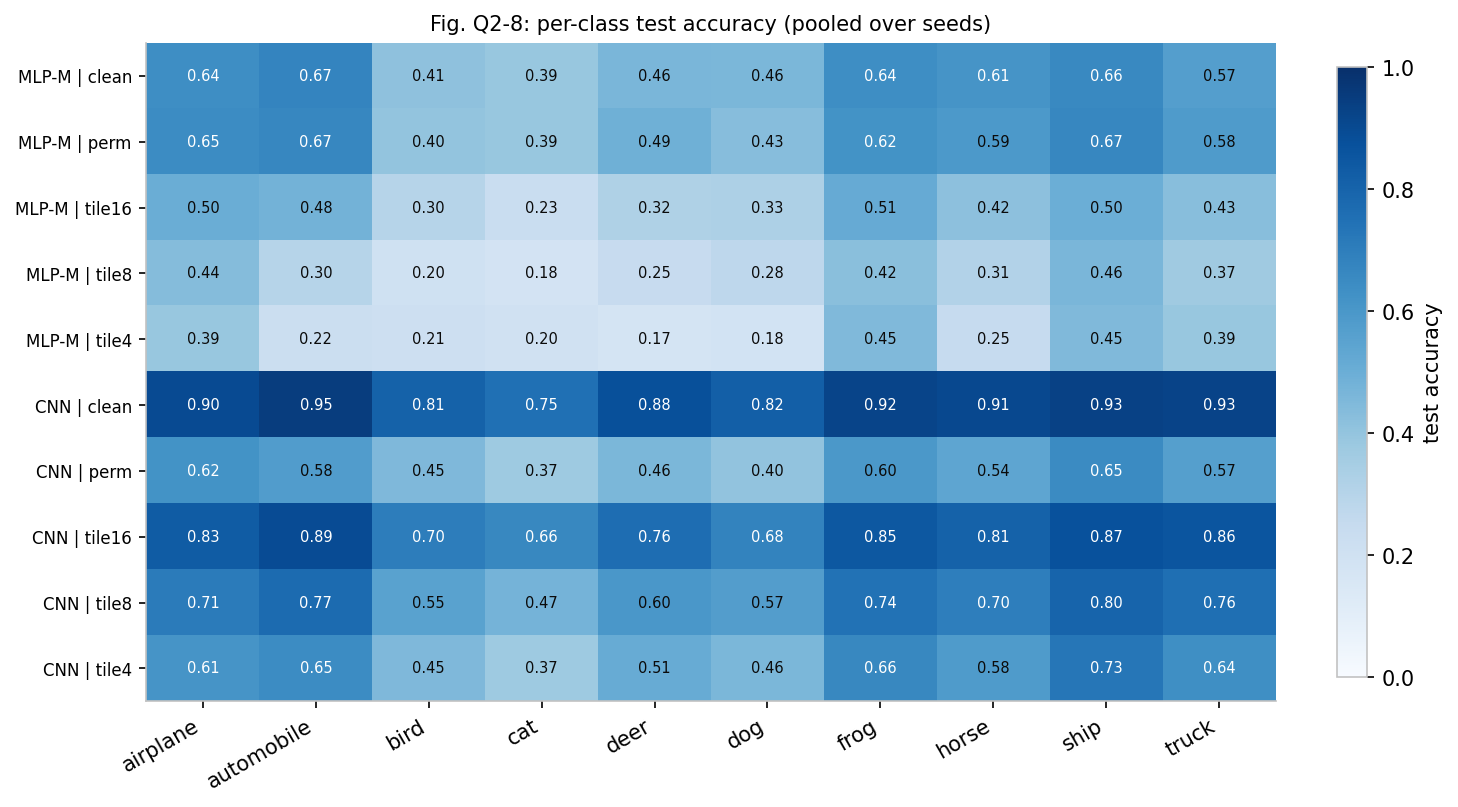 Fig. Q2-8: per-class test accuracy (pooled over seeds)
MLP-M | clean 0.64 0.67 0.41 0.39 0.46 0.46 0.64 0.61 0.66 0.57
MLP-M | perm 0.65 0.67 0.40 0.39 0.49 0.43 0.62 0.59 0.67 0.58
MLP-M | tile16 0.50 0.48 0.30 0.23 0.32 0.33 0.51 0.42 0.50 0.43
MLP-M | tile8 0.44 0.30 0.20 0.18 0.25 0.28 0.42 0.31 0.46 0.37
MLP-M | tile4 0.39 0.22 0.21 0.20 0.17 0.18 0.45 0.25 0.45 0.39
CNN | clean 0.90 0.95 0.81 0.75 0.88 0.82 0.92 0.91 0.93 0.93
CNN | perm 0.62 0.58 0.45 0.37 0.46 0.40 0.60 0.54 0.65 0.57
CNN | tile16 0.83 0.89 0.70 0.66 0.76 0.68 0.85 0.81 0.87 0.86
CNN | tile8 0.71 0.77 0.55 0.47 0.60 0.57 0.74 0.70 0.80 0.76
CNN | tile4 0.61 0.65 0.45 0.37 0.51 0.46 0.66 0.58 0.73 0.64
airplane automobile bird cat deer dog frog horse ship truck
1.0
0.8
0.6
0.4
0.2
0.0
test accuracy